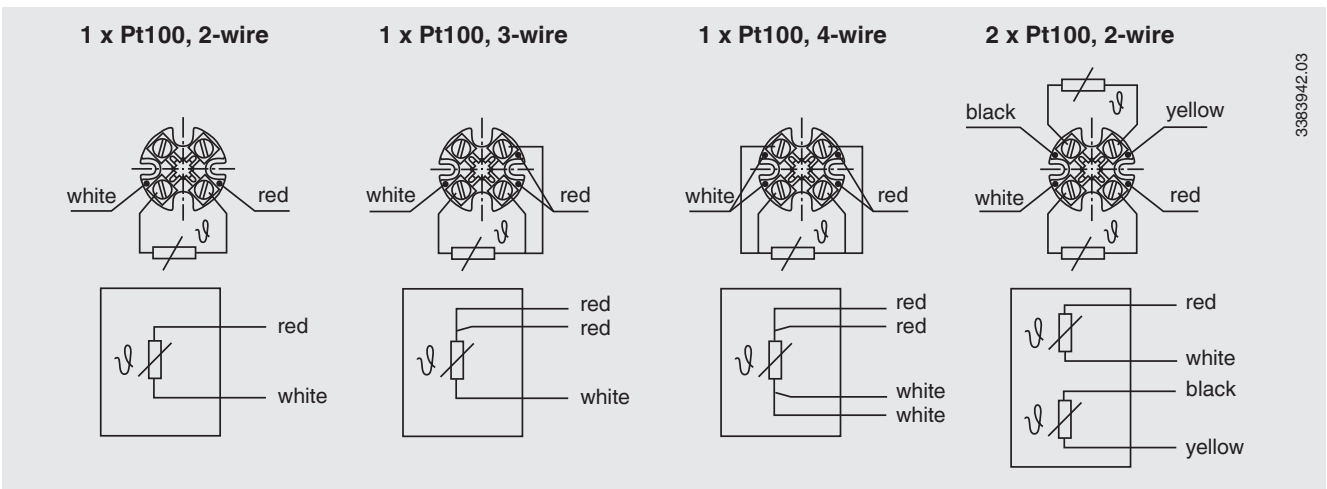 1 x Pt100, 2-wire
white
red
ϑ
red
ϑ
white
1 x Pt100, 3-wire
white
red
ϑ
red
red
ϑ
white
1 x Pt100, 4-wire
white
red
ϑ
red
red
ϑ
white
white
2 x Pt100, 2-wire
ϑ
black
yellow
white
red
ϑ
red
ϑ
white
black
ϑ
yellow
3383942.03